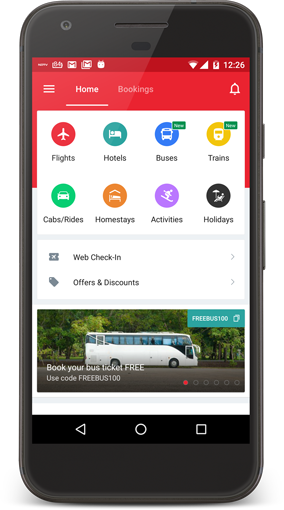 12:26
Home Bookings
New New
Flights Hotels Buses Trains
Cabs/Rides Homestays Activities Holidays
Web Check-In
Offers & Discounts
FREEBUS100
Book your bus ticket FREE
Use code FREEBUS100